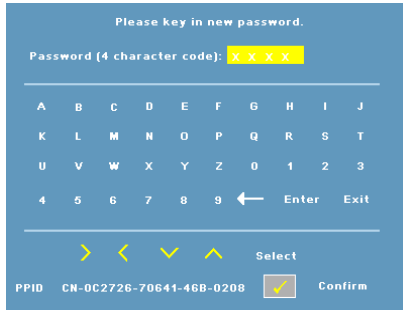 Please key in new password.
Password (4 character code): x x x x
A B C D E F G H I J
K L M N O P Q R S T
U V W X Y Z 0 1 2 3
4 5 6 7 8 9 ← Enter Exit
Select
PPID CN-0C2726-70641-46B-0208 ✓ Confirm